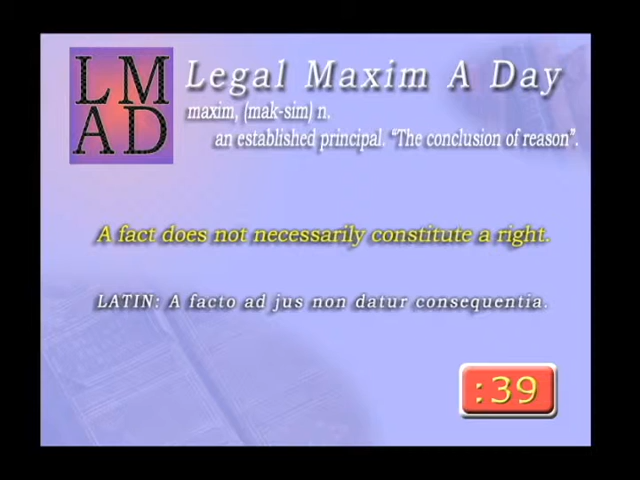 LM
AD
Legal Maxim A Day
maxim, (mak-sim) n.
an established principal. "The conclusion of reason".
A fact does not necessarily constitute a right.
LATIN: A facto ad jus non datur consequentia.
:39